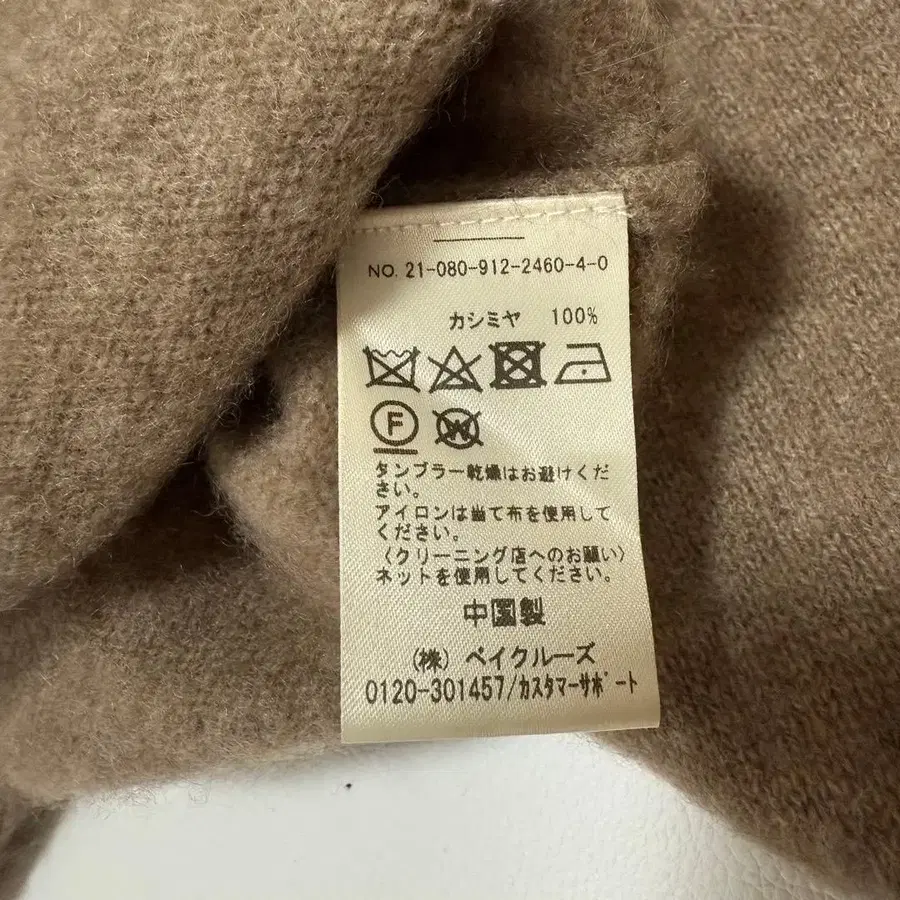 NO. 21-080-912-2460-4-0
カシミヤ 100%
F W
タンブラー乾燥はお避けくだ
さい。
アイロンは当て布を使用して
ください。
〈クリーニング店へのお願い〉
ネットを使用してください。
中国製
(株) ベイクルーズ
0120-301457/カスタマーサポート